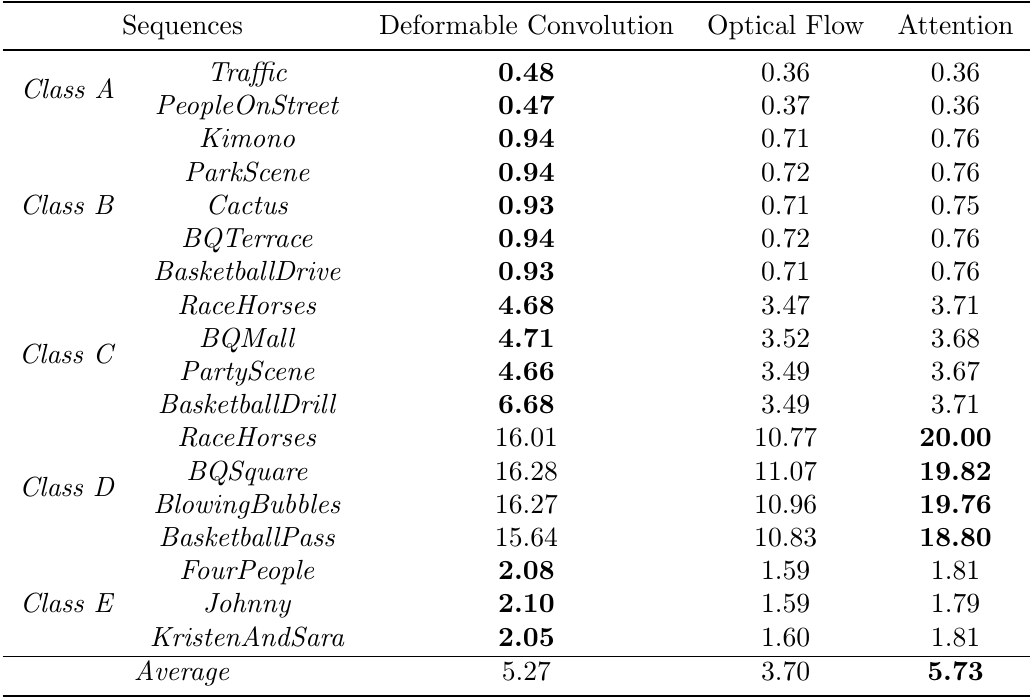 Sequences Deformable Convolution Optical Flow Attention
Class A Traffic 0.48 0.36 0.36
PeopleOnStreet 0.47 0.37 0.36
Kimono 0.94 0.71 0.76
ParkScene 0.94 0.72 0.76
Class B Cactus 0.93 0.71 0.75
BQTerrace 0.94 0.72 0.76
BasketballDrive 0.93 0.71 0.76
RaceHorses 4.68 3.47 3.71
Class C BQMall 4.71 3.52 3.68
PartyScene 4.66 3.49 3.67
BasketballDrill 6.68 3.49 3.71
RaceHorses 16.01 10.77 20.00
Class D BQSquare 16.28 11.07 19.82
BlowingBubbles 16.27 10.96 19.76
BasketballPass 15.64 10.83 18.80
FourPeople 2.08 1.59 1.81
Class E Johnny 2.10 1.59 1.79
KristenAndSara 2.05 1.60 1.81
Average 5.27 3.70 5.73